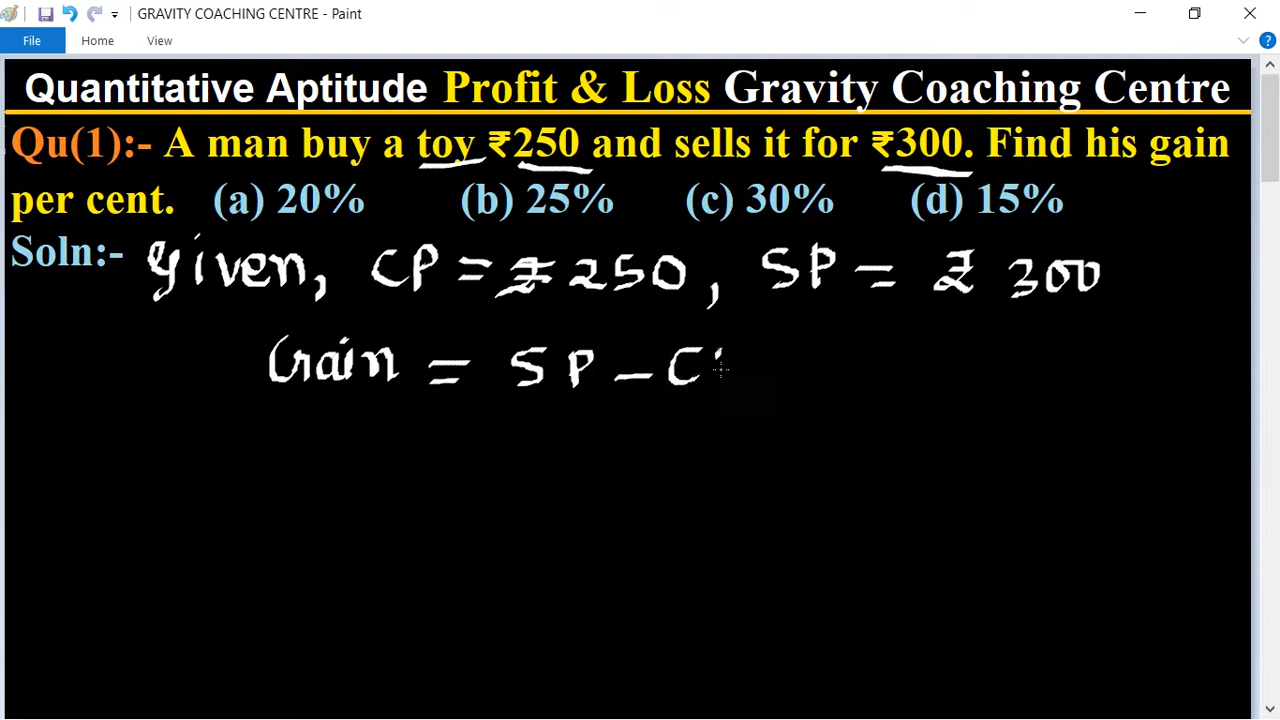 GRAVITY COACHING CENTRE - Paint
File Home View
Quantitative Aptitude Profit & Loss Gravity Coaching Centre
Qu(1):- A man buy a toy ₹250 and sells it for ₹300. Find his gain
per cent. (a) 20% (b) 25% (c) 30% (d) 15%
Soln:- Given, CP = ₹ 250, SP = ₹ 300
Gain = SP - C